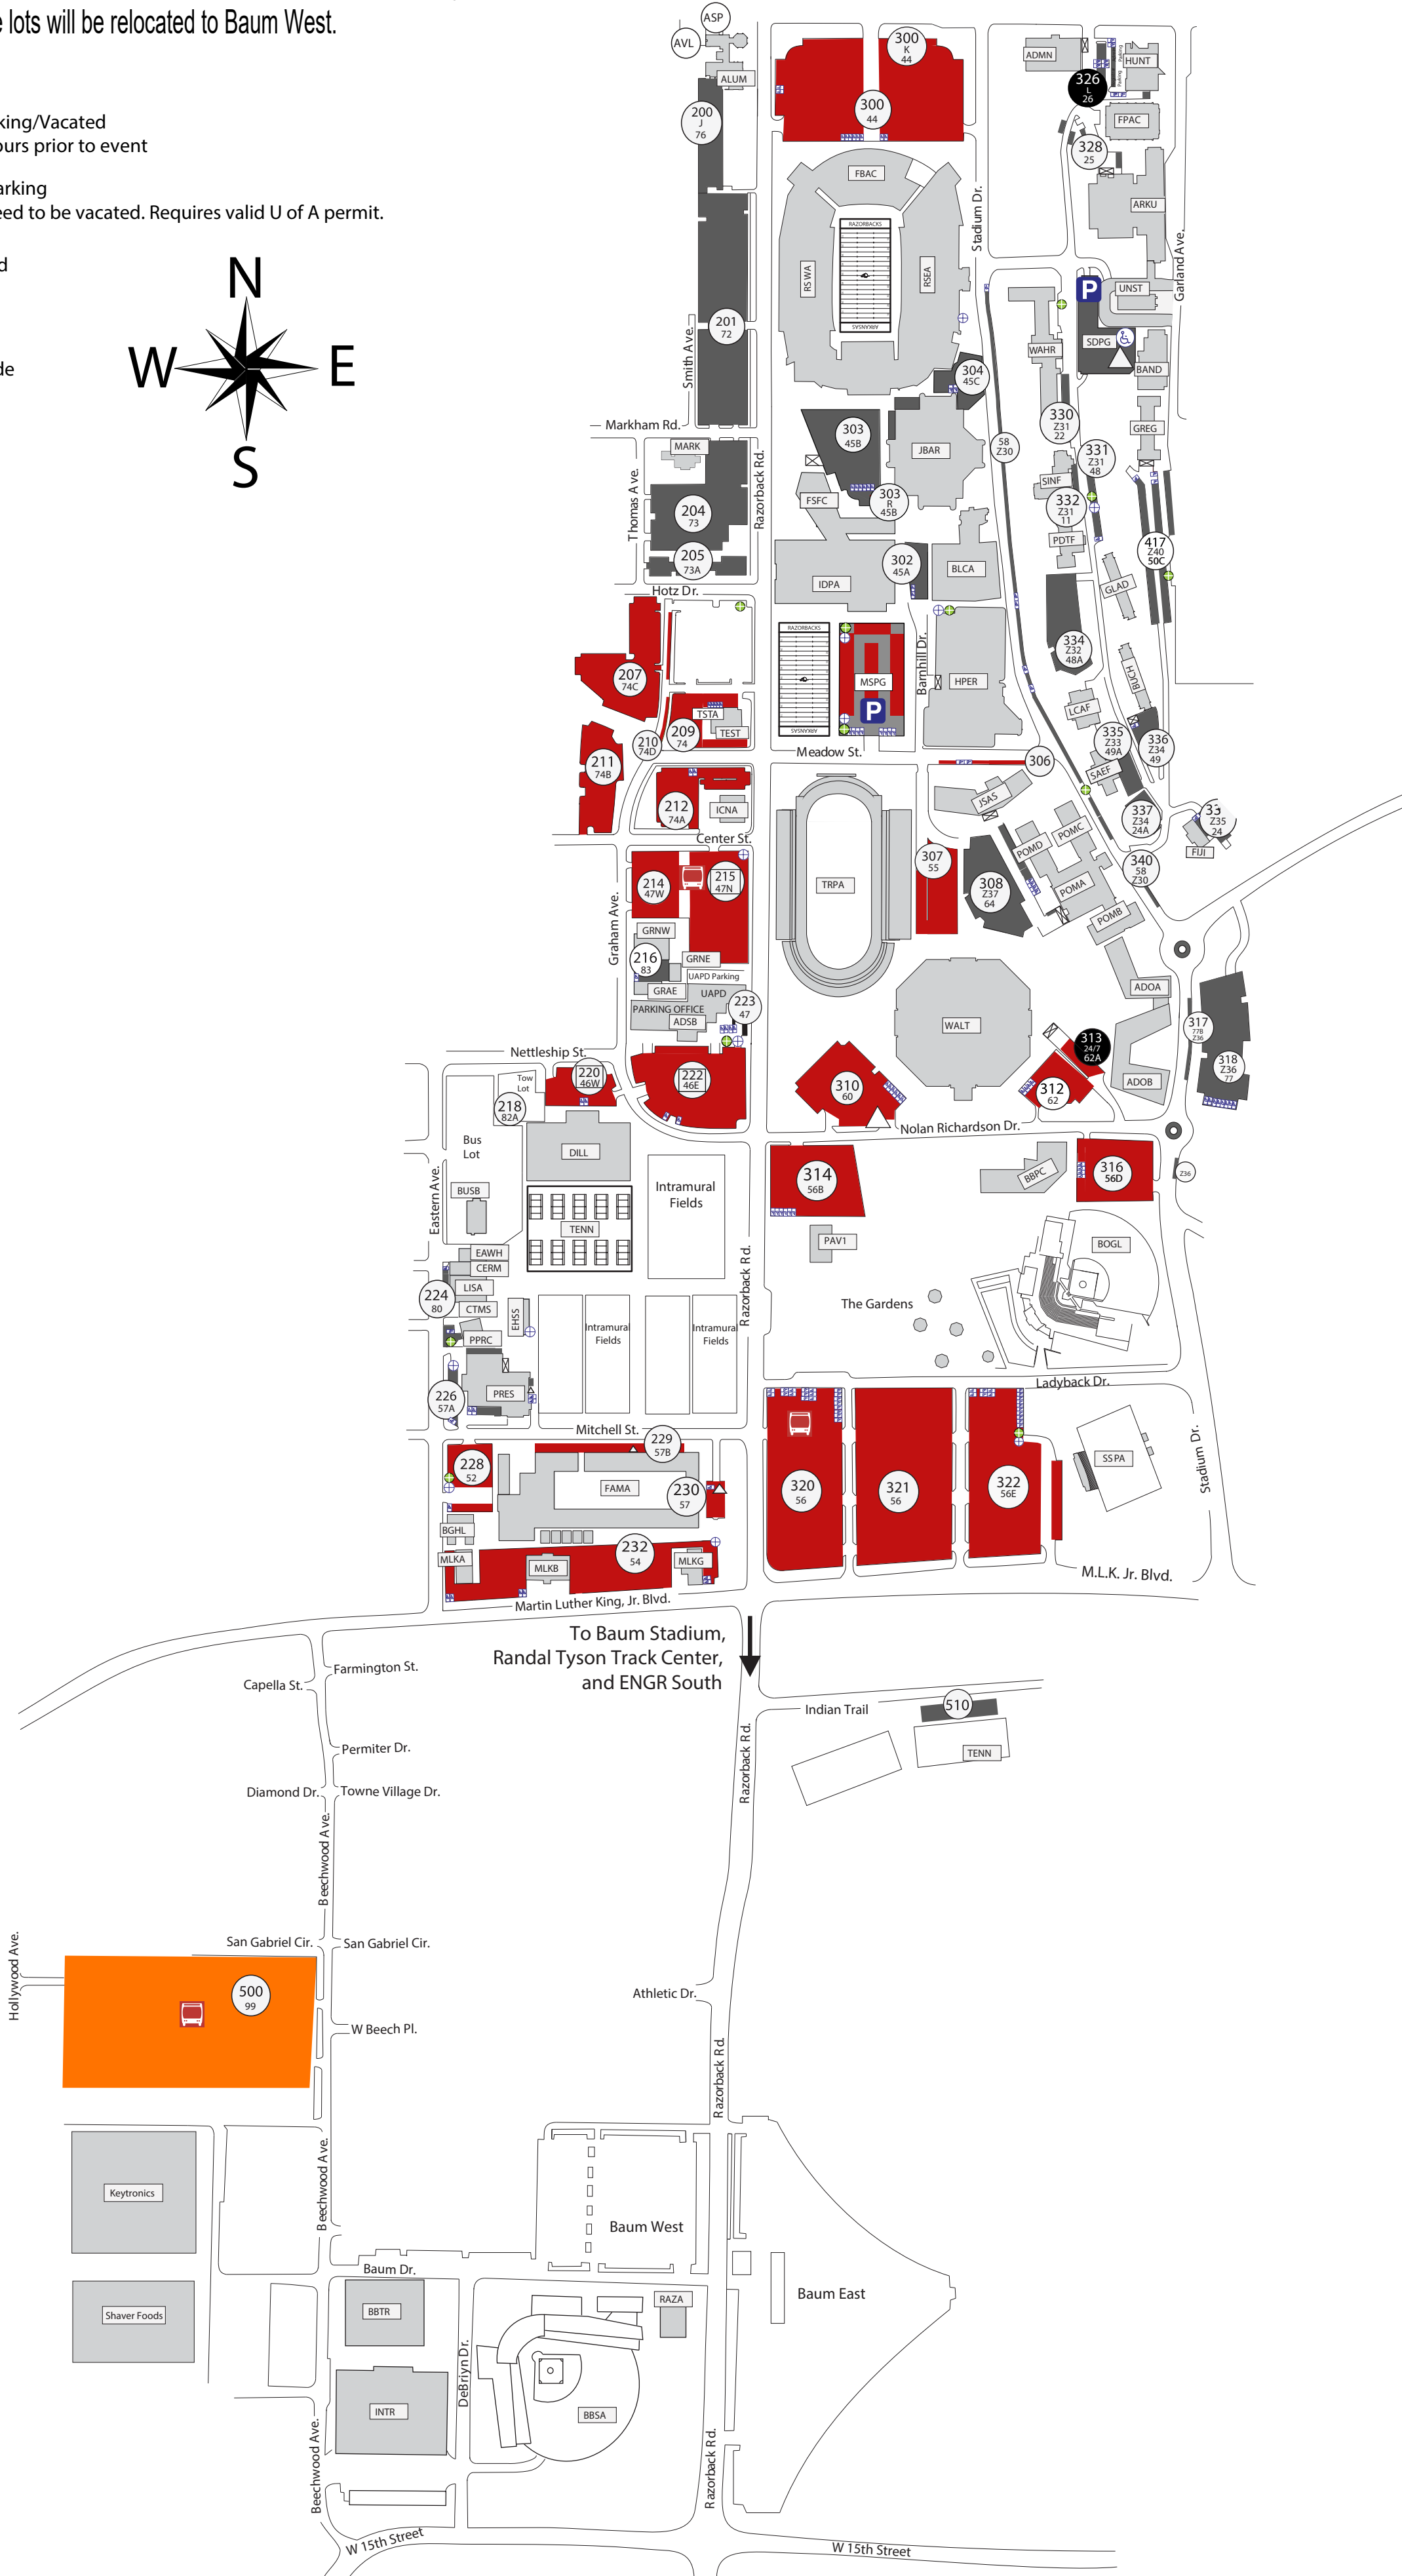 e lots will be relocated to Baum West.
king/Vacated
ours prior to event
arking
eed to be vacated. Requires valid U of A permit.
d
de
N
W
E
S
ASP
AVL
ALUM
200
J
76
300
K
44
300
44
ADMN
HUNT
326
L
26
FPAC
328
25
ARKU
FBAC
RAZORBACKS
ARKANSAS
RSWA
RSEA
Stadium Dr.
Garland Ave.
UNST
P
SDPG
BAND
WAHR
201
72
Smith Ave.
304
45C
Markham Rd.
MARK
303
45B
JBAR
58
Z30
330
Z31
22
GREG
331
Z31
48
SINF
332
Z31
11
PDTF
Thomas Ave.
Razorback Rd.
204
73
205
73A
FSFC
303
R
45B
302
45A
BLCA
IDPA
417
Z40
50C
GLAD
Hotz Dr.
207
74C
RAZORBACKS
ARKANSAS
MSPG
P
Barnhill Dr.
HPER
334
Z32
48A
BUCH
LCAF
TSTA
TEST
209
74
210
74D
211
74B
Meadow St.
306
335
Z33
49A
336
Z34
49
SAEF
212
74A
ICNA
Center St.
JSAS
337
Z34
24A
Z35
24
FIJI
340
58
Z30
POMC
POMD
POMA
POMB
TRPA
307
55
308
Z37
64
Graham Ave.
214
47W
215
47N
GRNW
216
83
GRNE
UAPD Parking
GRAE
UAPD
PARKING OFFICE
ADSB
223
47
WALT
ADOA
ADOB
313
24/7
62A
312
62
317
77B
Z36
318
Z36
77
Nettleship St.
220
46W
222
46E
310
60
Tow
Lot
218
82A
Nolan Richardson Dr.
Bus
Lot
DILL
BUSB
Eastern Ave.
Intramural
Fields
314
56B
PAV1
BBPC
316
56D
Z36
TENN
BOGL
EAWH
CERM
LISA
CTMS
EHSS
PPRC
224
80
Intramural
Fields
Intramural
Fields
Razorback Rd.
The Gardens
226
57A
PRES
Ladyback Dr.
Mitchell St.
229
57B
228
52
FAMA
230
57
BGHL
MLKA
MLKB
232
54
MLKG
320
56
321
56
322
56E
SSPA
Stadium Dr.
M.L.K. Jr. Blvd.
Martin Luther King, Jr. Blvd.
To Baum Stadium,
Randal Tyson Track Center,
and ENGR South
Farmington St.
Capella St.
Indian Trail
510
TENN
Permiter Dr.
Diamond Dr.
Towne Village Dr.
Razorback Rd.
Beechwood Ave.
San Gabriel Cir.
San Gabriel Cir.
Hollywood Ave.
500
99
Athletic Dr.
W Beech Pl.
Razorback Rd.
Keytronics
Beechwood Ave.
Baum West
Baum Dr.
Baum East
Shaver Foods
BBTR
RAZA
DeBriyn Dr.
INTR
BBSA
Beechwood Ave.
Razorback Rd.
W 15th Street
W 15th Street